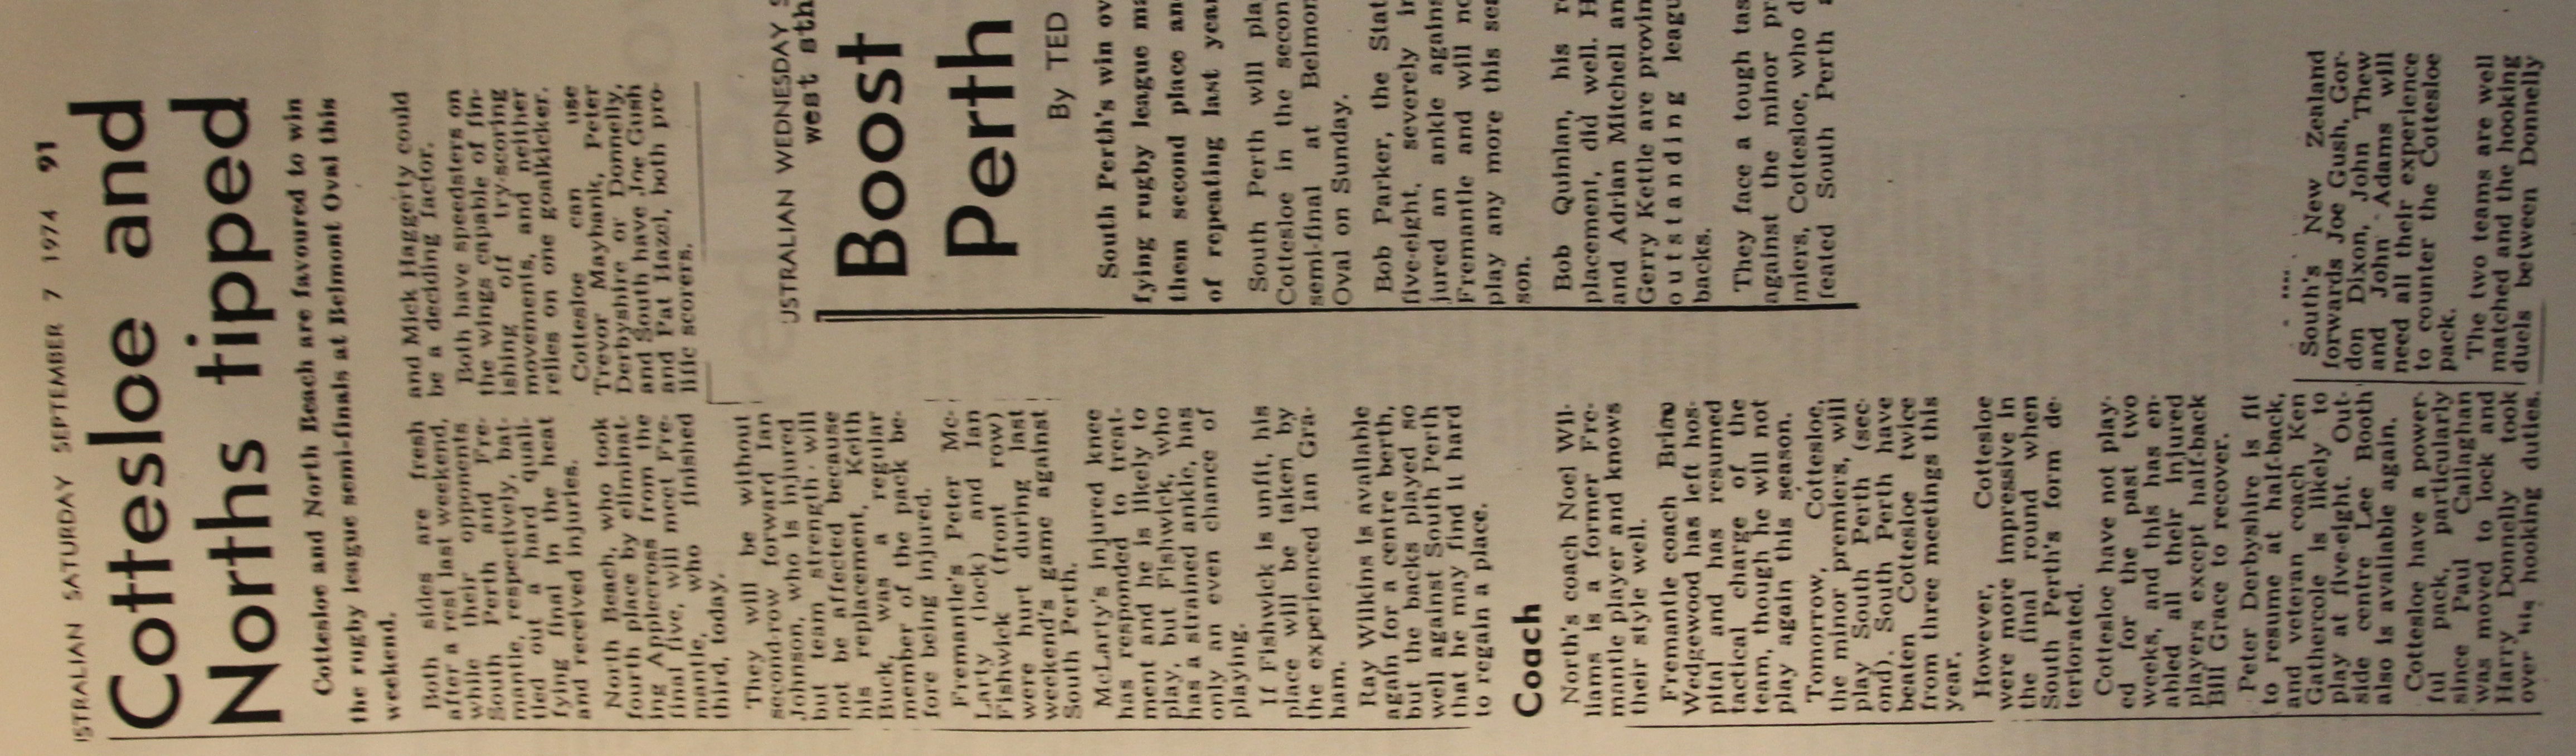 STRALIAN SATURDAY SEPTEMBER 7 1974 91
Cottesloe and
Norths tipped
Cottesloe and North Beach are favoured to win
the rugby league semi-finals at Belmont Oval this
weekend.
Both sides are fresh
after a rest last weekend,
while their opponents
South Perth and Fre-
mantle, respectively, bat-
tled out a hard quali-
fying final in the heat
and received injuries.
North Beach, who took
fourth place by eliminat-
ing Applecross from the
final five, will meet Fre-
mantle, who finished
third, today.
They will be without
second-row forward Ian
Johnson, who is injured
but team strength will
not be affected because
his replacement, Keith
Buck, was a regular
member of the pack be-
fore being injured.
Fremantle's Peter Mc-
Larty (lock) and Ian
Fishwick (front row)
were hurt during last
weekend's game against
South Perth.
McLarty's injured knee
has responded to treat-
ment and he is likely to
play, but Fishwick, who
has a strained ankle, has
only an even chance of
playing.
If Fishwick is unfit, his
place will be taken by
the experienced Ian Gra-
ham.
Ray Wilkins is available
again for a centre berth,
but the backs played so
well against South Perth
that he may find it hard
to regain a place.
Coach
North's coach Noel Wil-
liams is a former Fre-
mantle player and knows
their style well.
Fremantle coach Brian
Wedgewood has left hos-
pital and has resumed
tactical charge of the
team, though he will not
play again this season.
Tomorrow, Cottesloe,
the minor premiers, will
play South Perth (sec-
ond). South Perth have
beaten Cottesloe twice
from three meetings this
year.
However, Cottesloe
were more impressive in
the final round when
South Perth's form de-
teriorated.
Cottesloe have not play-
ed for the past two
weeks, and this has en-
abled all their injured
players except half-back
Bill Grace to recover.
Peter Derbyshire is fit
to resume at half-back,
and veteran coach Ken
Gathercole is likely to
play at five-eight. Out-
side centre Lee Booth
also is available again.
Cottesloe have a power-
ful pack, particularly
since Paul Callaghan
was moved to lock and
Harry Donnelly took
over his hooking duties.
South's New Zealand
forwards Joe Gush, Gor-
don Dixon, John Thew
and John Adams will
need all their experience
to counter the Cottesloe
pack.
The two teams are well
matched and the hooking
duels between Donnelly
and Mick Haggerty could
be a deciding factor.
Both have speedsters on
the wings capable of fin-
ishing off try-scoring
movements, and neither
relies on one goalkicker.
Cottesloe can use
Trevor Maybank, Peter
Derbyshire or Donnelly,
and South have Joe Gush
and Pat Hazel, both pro-
lific scorers.
USTRALIAN WEDNESDAY S
west sth
Boost
Perth
By TED
South Perth's win ov
fying rugby league ma
them second place and
of repeating last year
South Perth will pla
Cottesloe in the secon
semi-final at Belmon
Oval on Sunday.
Bob Parker, the Stat
five-eight, severely in
jured an ankle agains
Fremantle and will no
play any more this sea
son.
Bob Quinlan, his r
placement, did well. H
and Adrian Mitchell an
Gerry Kettle are provin
outstanding leagu
backs.
They face a tough tas
against the minor pr
miers, Cottesloe, who d
feated South Perth